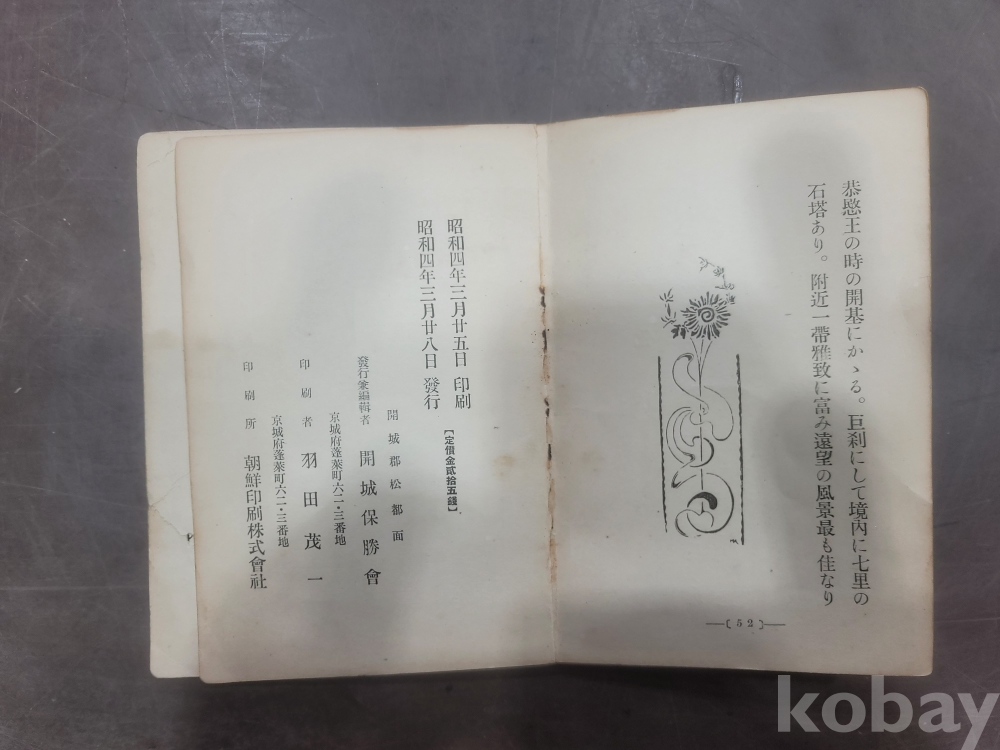 恭愍王の時の開基にかゝる。巨刹にして境内に七里の
石塔あり。附近一帶雅致に富み遠望の風景最も佳なり
—〔52〕—
昭和四年三月廿五日 印刷
昭和四年三月廿八日 發行
【定價金貳拾五錢】
開城郡松都面
發行兼編輯者 開城保勝會
京城府蓬萊町六二・三番地
印刷者 羽田茂一
京城府蓬萊町六二・三番地
印刷所 朝鮮印刷株式會社
kobay